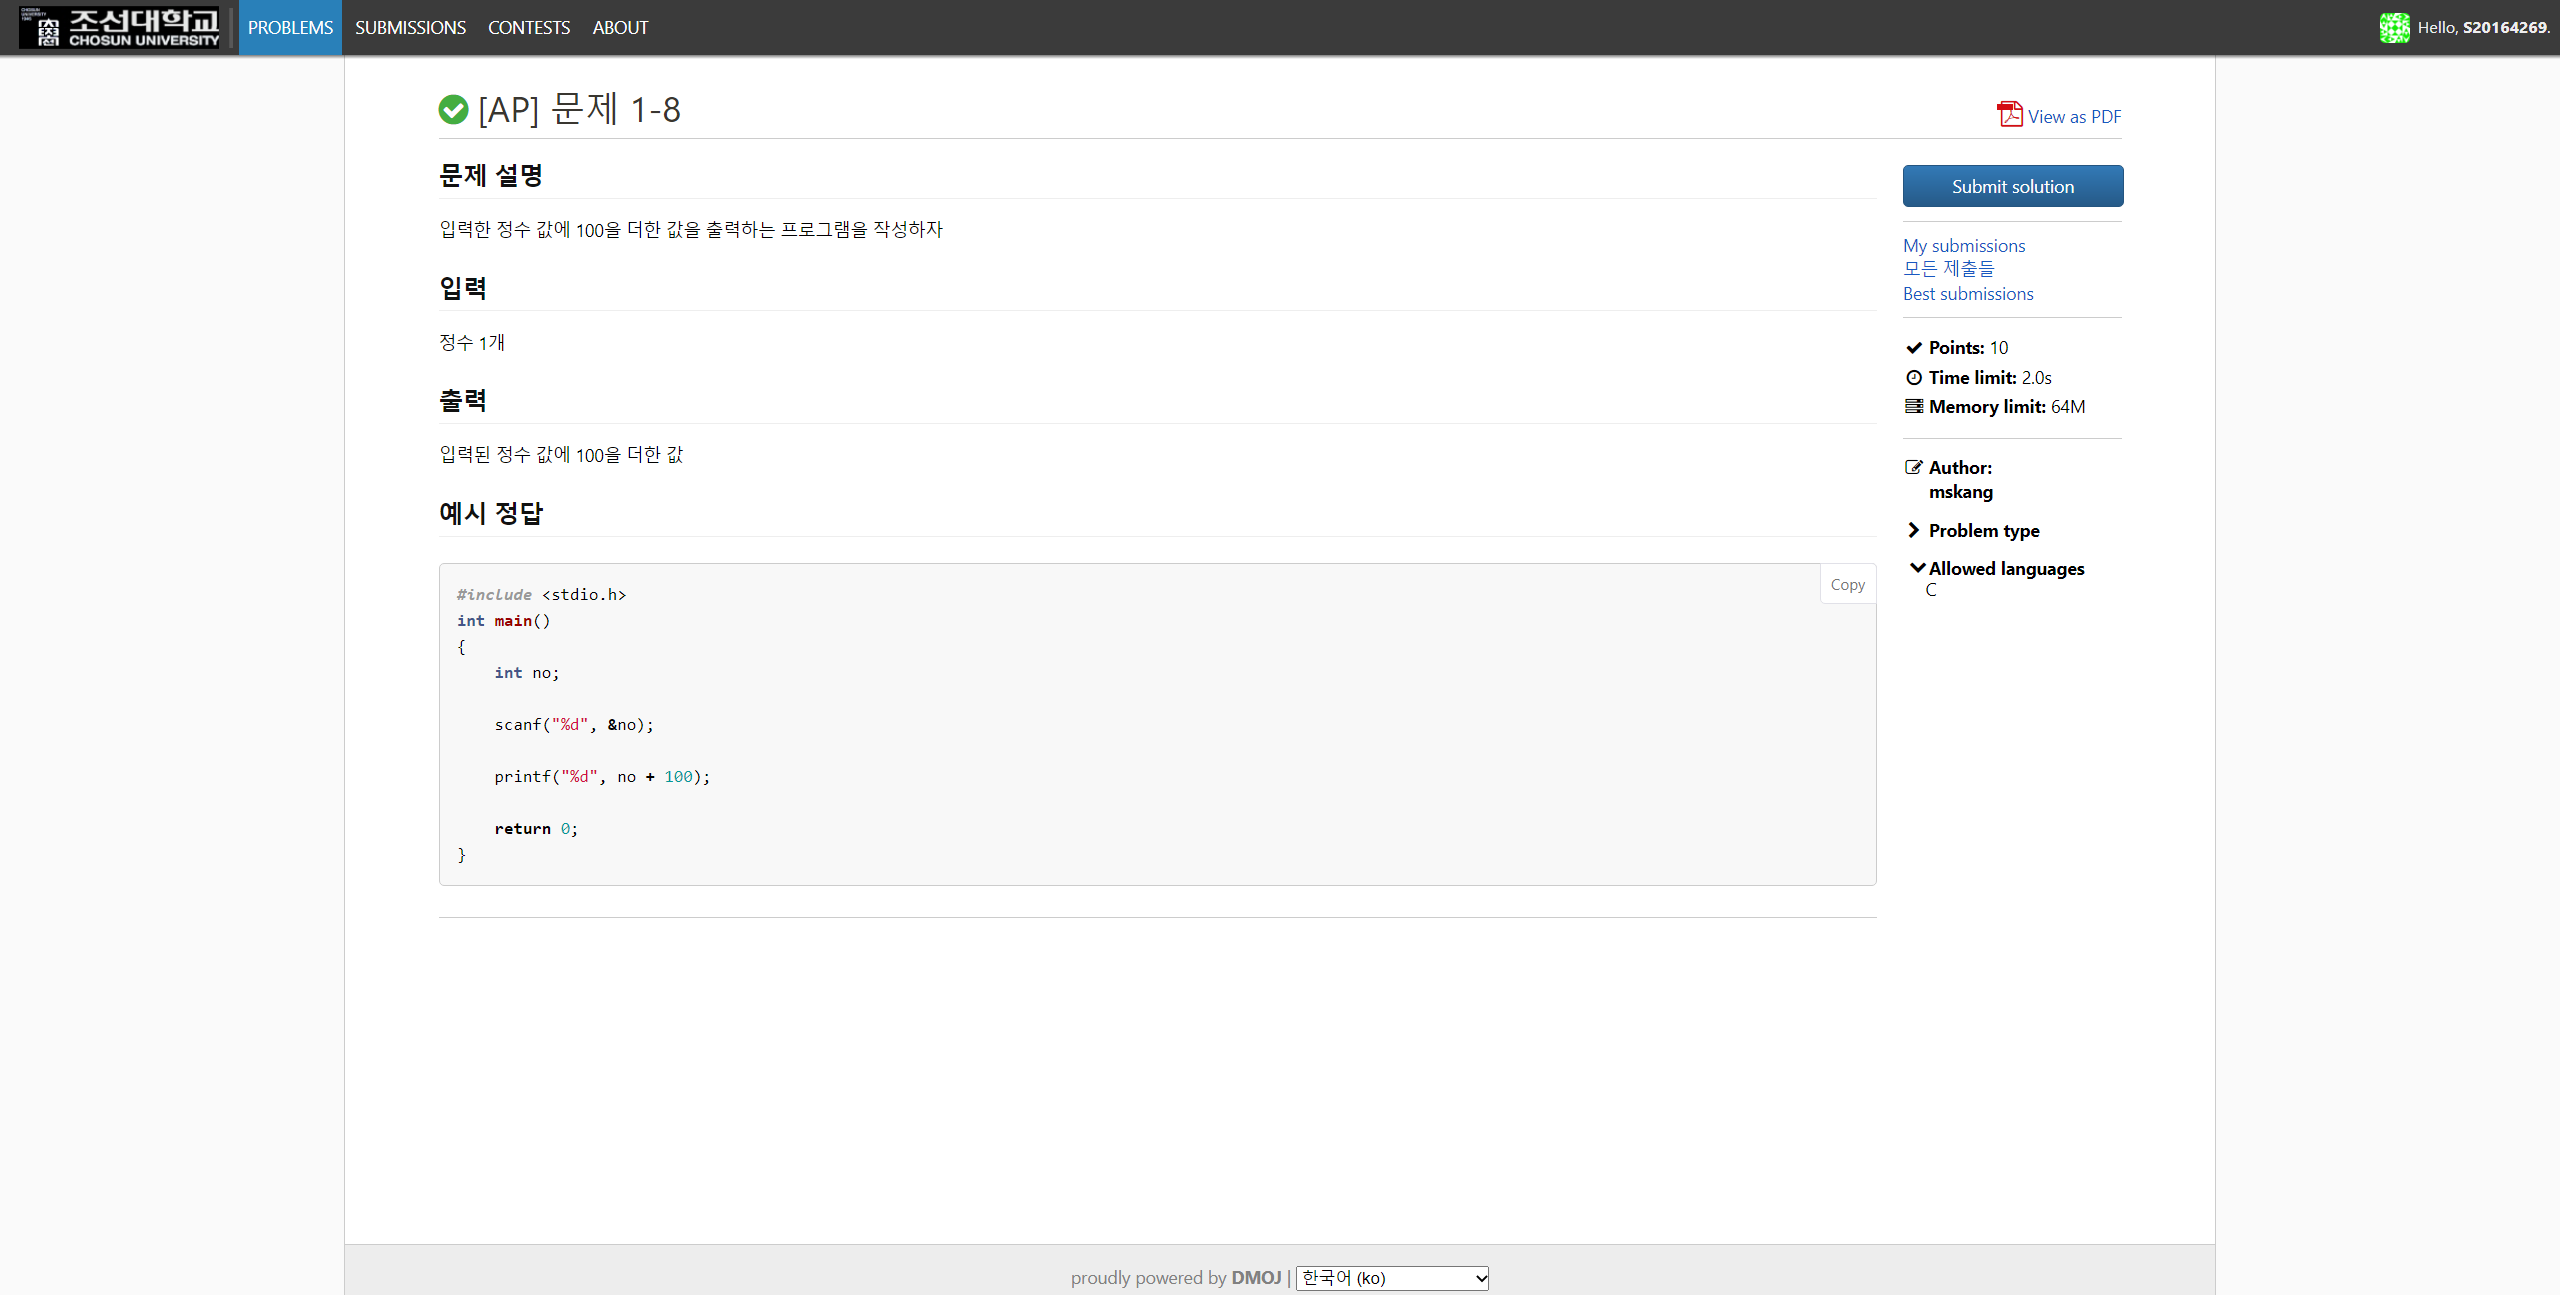 조선대학교
CHOSUN UNIVERSITY
PROBLEMS SUBMISSIONS CONTESTS ABOUT
Hello, S20164269.
[AP] 문제 1-8
View as PDF
문제 설명
입력한 정수 값에 100을 더한 값을 출력하는 프로그램을 작성하자
입력
정수 1개
출력
입력된 정수 값에 100을 더한 값
예시 정답
Copy
#include <stdio.h>
int main()
{
    int no;
    scanf("%d", &no);
    printf("%d", no + 100);
    return 0;
}
Submit solution
My submissions
모든 제출들
Best submissions
Points: 10
Time limit: 2.0s
Memory limit: 64M
Author:
mskang
Problem type
Allowed languages
C
proudly powered by DMOJ | 한국어 (ko)